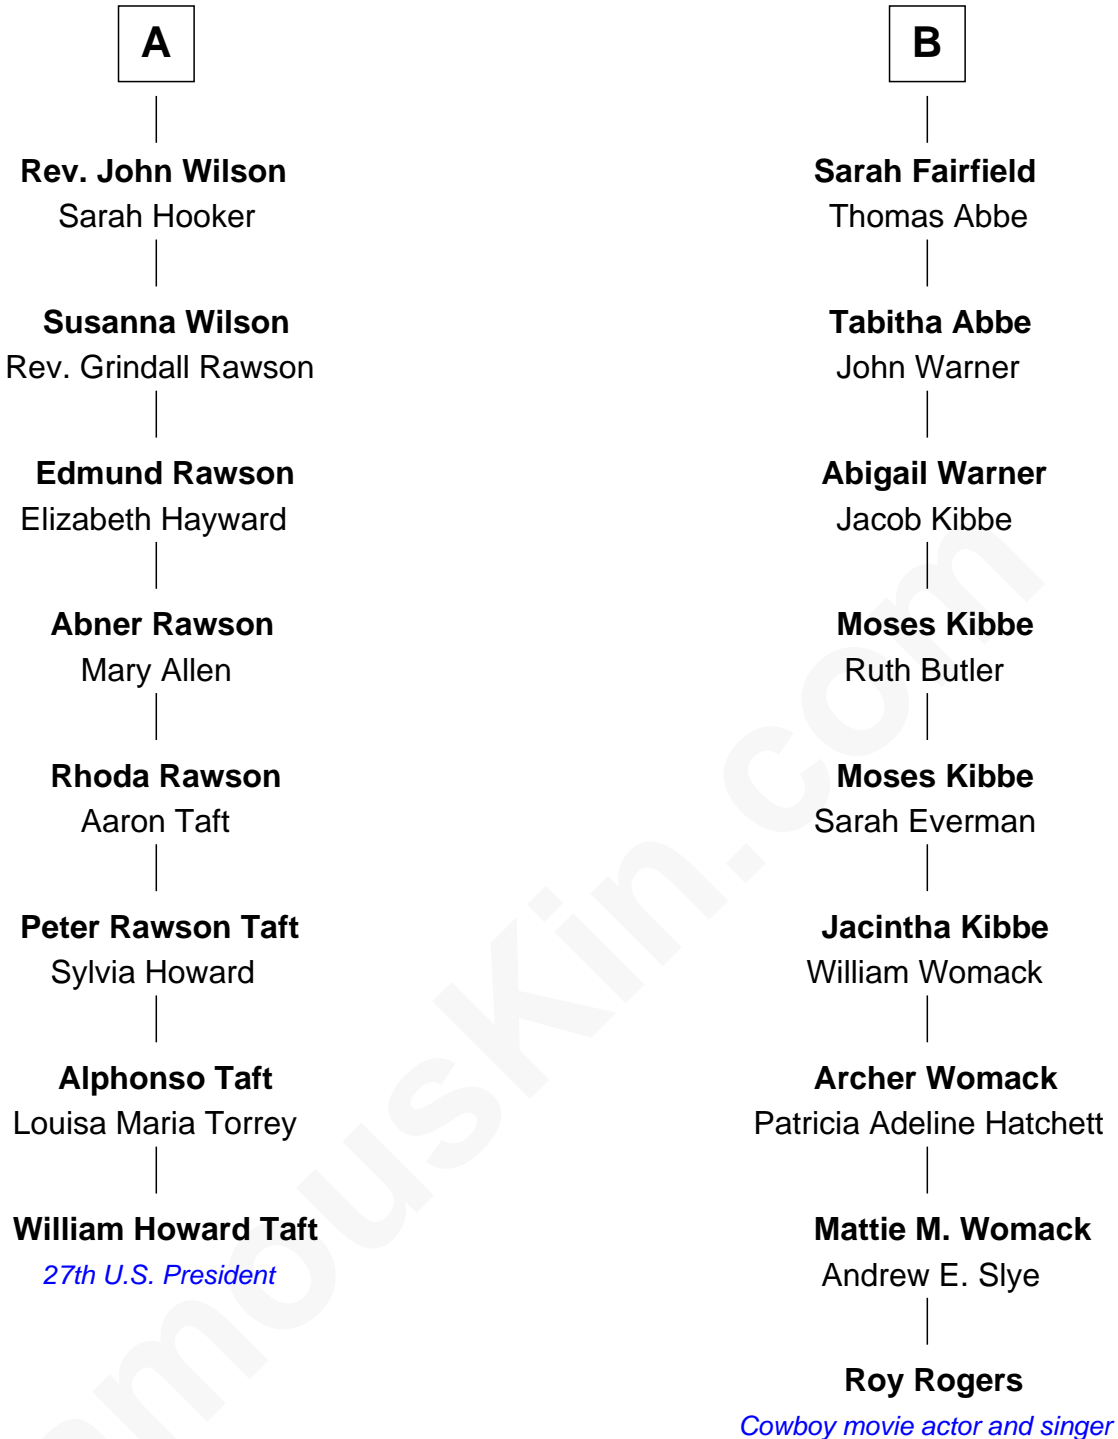 A
Rev. John Wilson
Sarah Hooker
Susanna Wilson
Rev. Grindall Rawson
Edmund Rawson
Elizabeth Hayward
Abner Rawson
Mary Allen
Rhoda Rawson
Aaron Taft
Peter Rawson Taft
Sylvia Howard
Alphonso Taft
Louisa Maria Torrey
William Howard Taft
27th U.S. President
B
Sarah Fairfield
Thomas Abbe
Tabitha Abbe
John Warner
Abigail Warner
Jacob Kibbe
Moses Kibbe
Ruth Butler
Moses Kibbe
Sarah Everman
Jacintha Kibbe
William Womack
Archer Womack
Patricia Adeline Hatchett
Mattie M. Womack
Andrew E. Slye
Roy Rogers
Cowboy movie actor and singer
mouskin.com